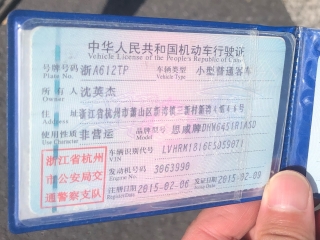 中华人民共和国机动车行驶证
Vehicle License of the People's Republic of China
号牌号码 浙A612TP 车辆类型 小型普通客车
Plate No. Vehicle Type
所有人 沈英杰
Owner
住址 浙江省杭州市萧山区新湾镇三新村
Address
使用性质 非营运 品牌型号 思威牌DHW6451R1ASD
Use Character Model
浙江省杭州
市公安局交
通警察支队
车辆识别代号
VIN
发动机号码 3063990
Engine No.
注册日期 2015-02-06 发证日期 2015-02-09
Register Date Issue Date